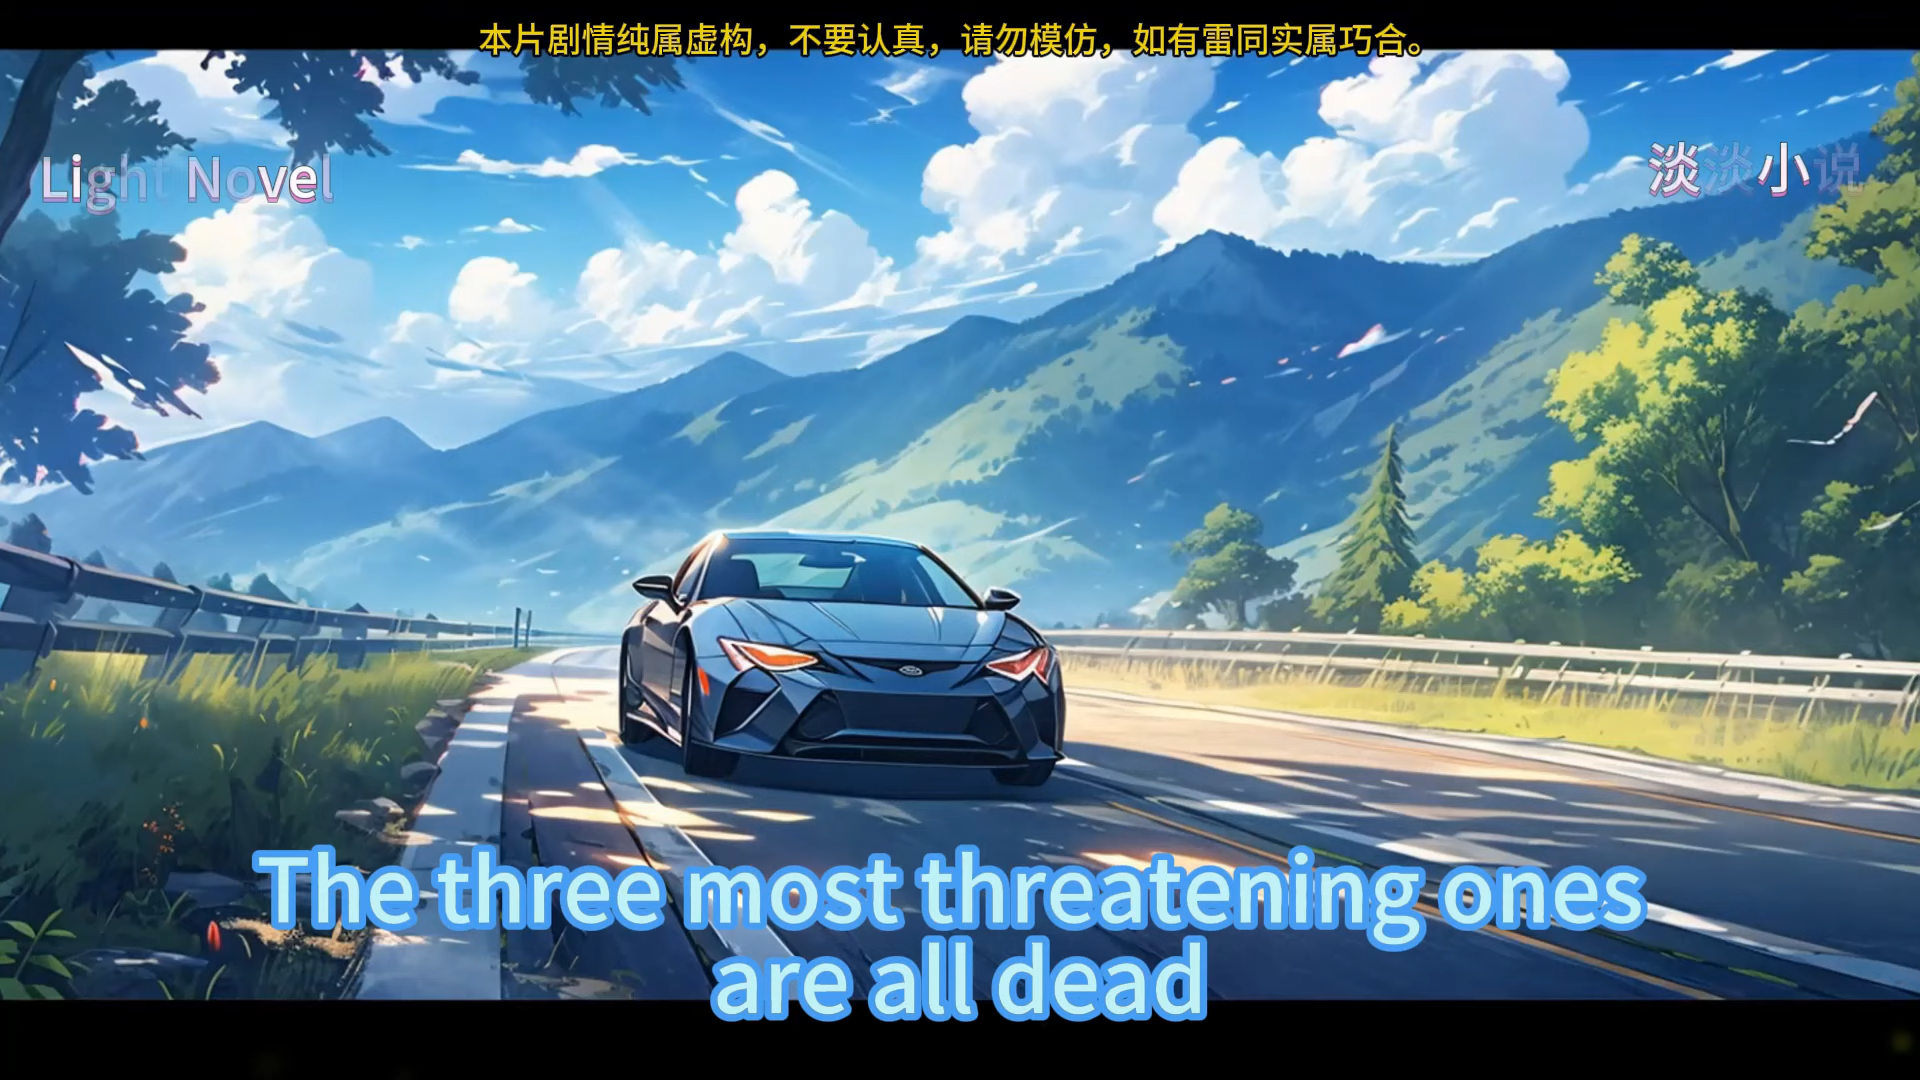 本片剧情纯属虚构，不要认真，请勿模仿，如有雷同实属巧合。
Light Novel
淡淡小说
The three most threatening ones
are all dead